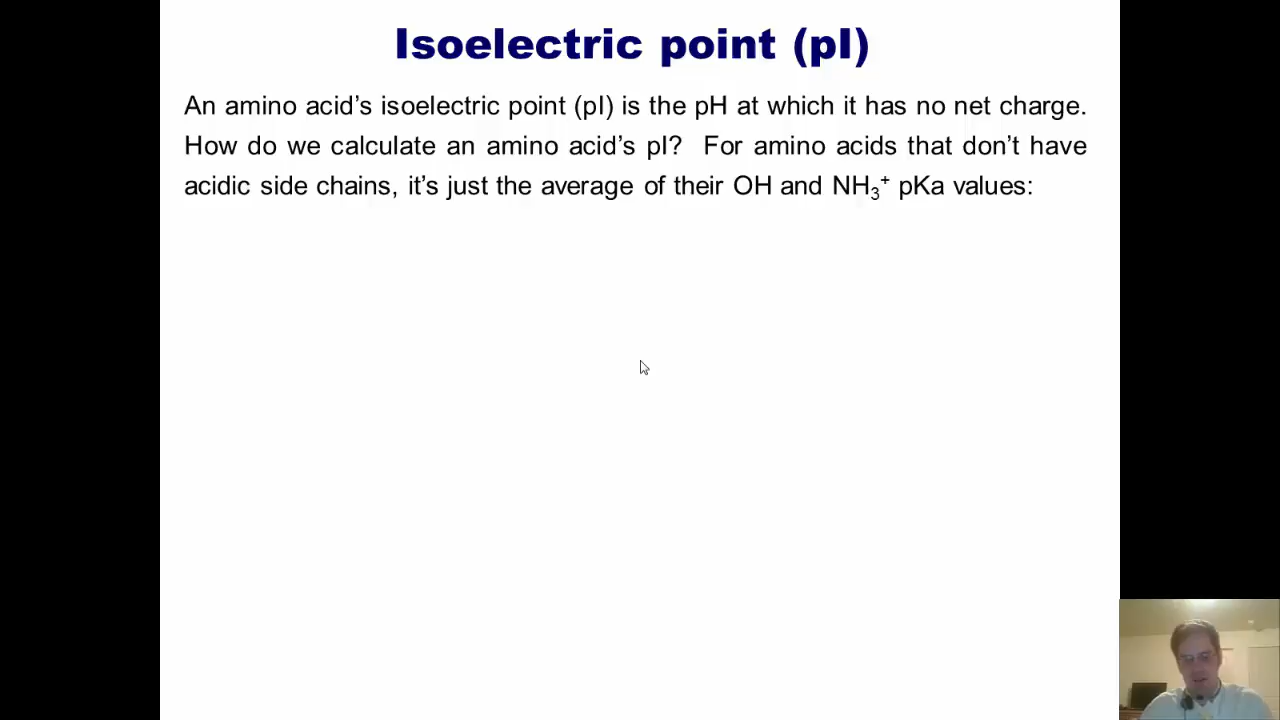 Isoelectric point (pI)
An amino acid’s isoelectric point (pI) is the pH at which it has no net charge.
How do we calculate an amino acid’s pI? For amino acids that don’t have
acidic side chains, it’s just the average of their OH and NH₃⁺ pKa values: